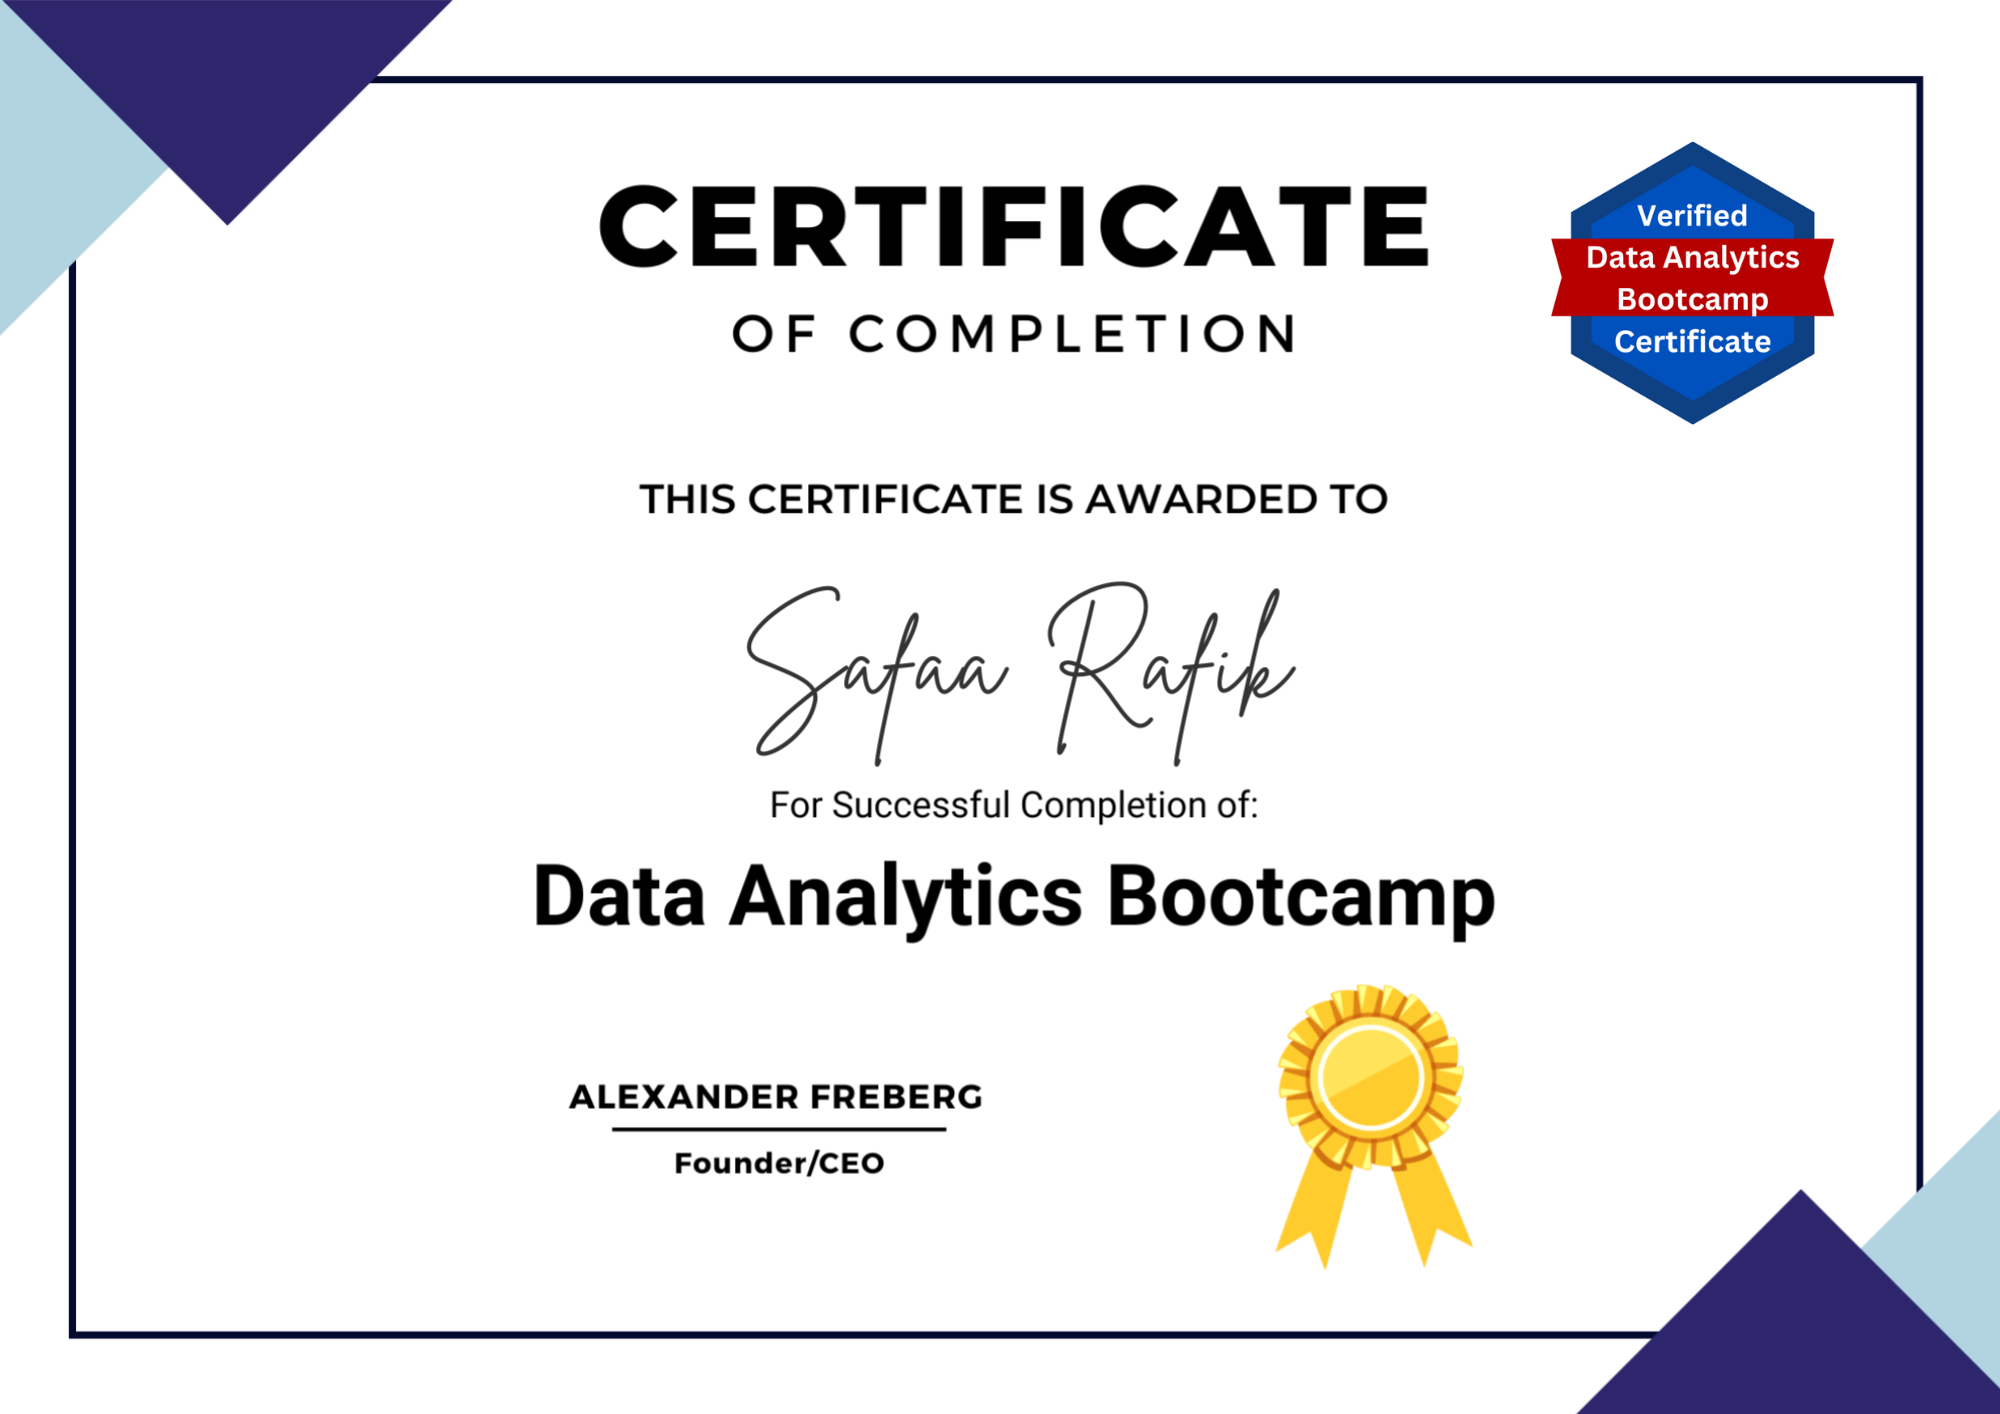 CERTIFICATE
OF COMPLETION
Verified
Data Analytics
Bootcamp
Certificate
THIS CERTIFICATE IS AWARDED TO
Safaa Rafik
For Successful Completion of:
Data Analytics Bootcamp
ALEXANDER FREBERG
Founder/CEO